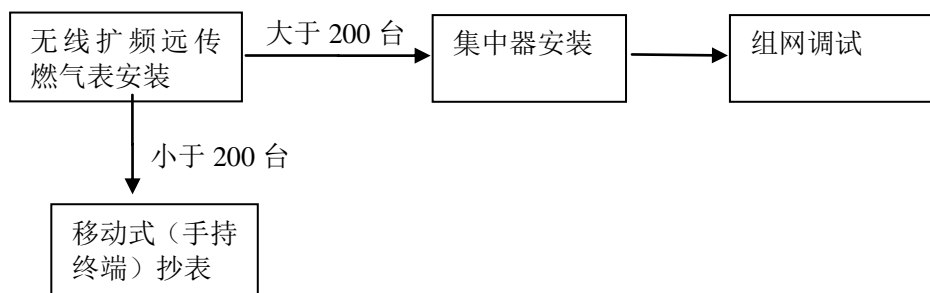 无线扩频远传
燃气表安装
大于 200 台
集中器安装
组网调试
小于 200 台
移动式（手持
终端）抄表